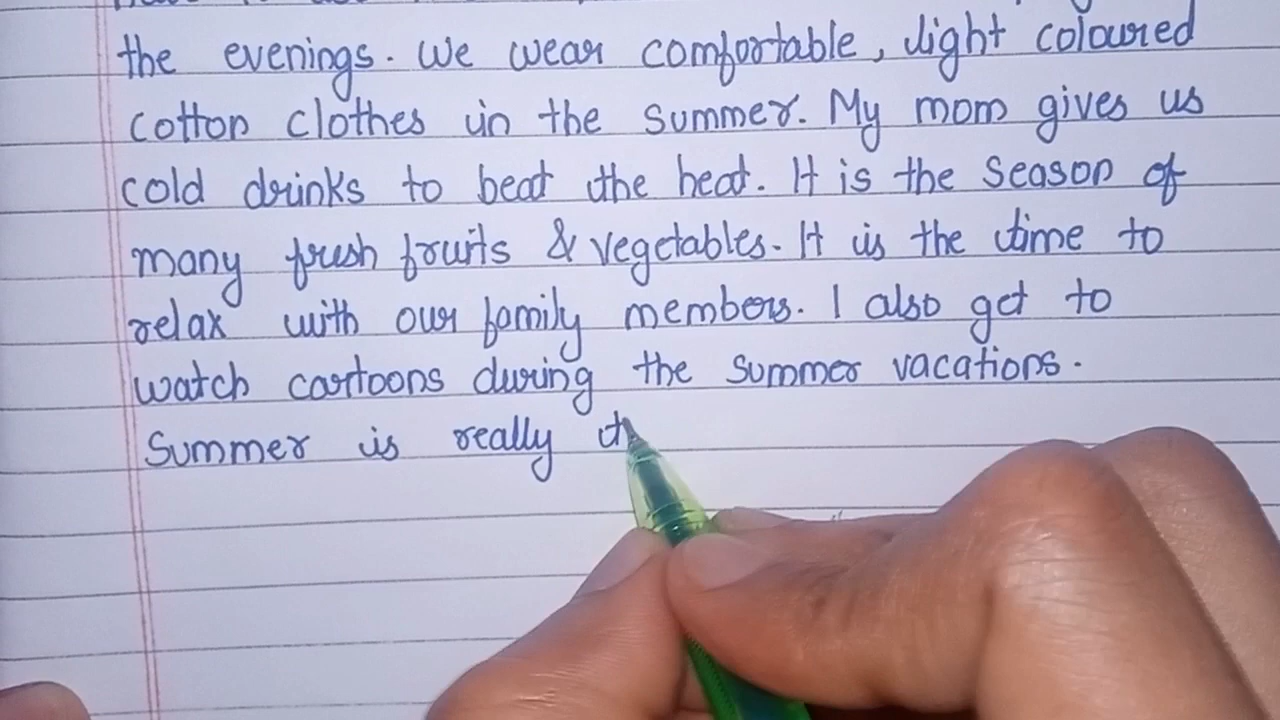 the evenings. We wear comfortable, light coloured
cotton clothes in the summer. My mom gives us
cold drinks to beat the heat. It is the season of
many fresh fruits & vegetables. It is the time to
relax with our family members. I also get to
watch cartoons during the summer vacations.
Summer is really